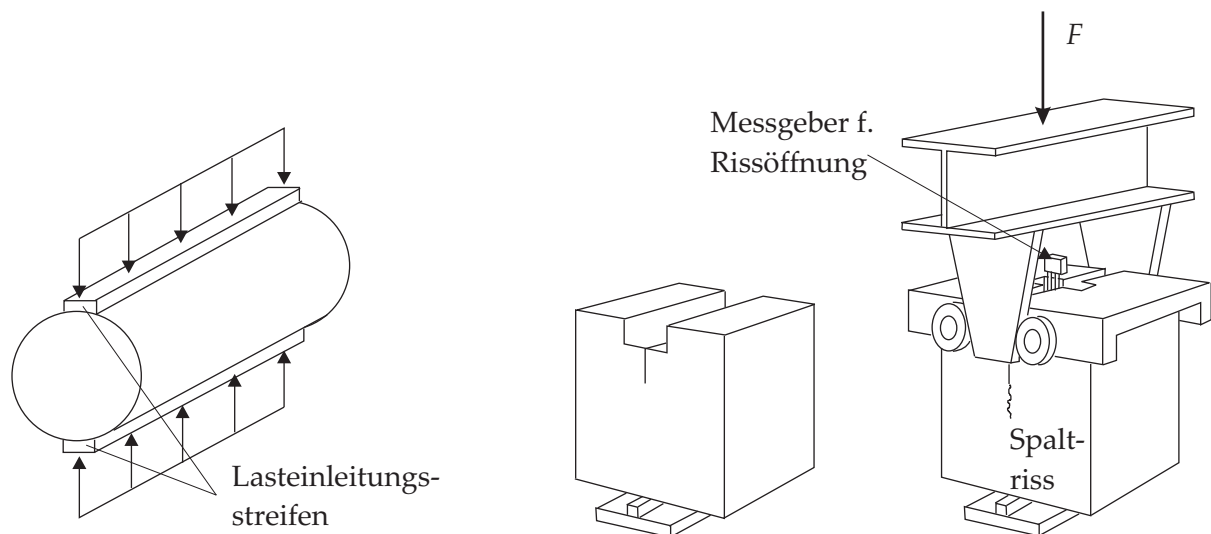 F
Messgeber f.
Rissöffnung
Lasteinleitungs-
streifen
Spalt-
riss